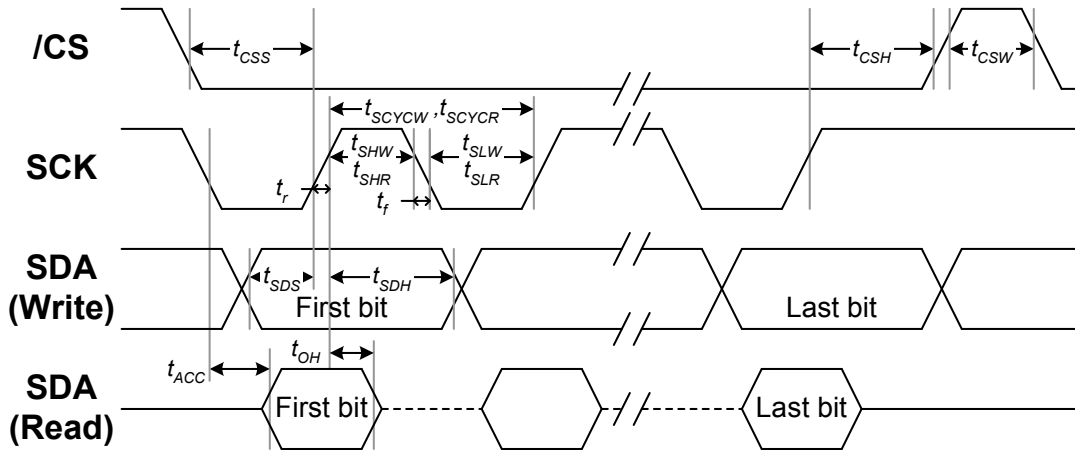 /CS
tCSS
tCSH
tCSW
tSCYCW ,tSCYCR
SCK
tSHW
tSHR
tSLW
tSLR
tr
tf
SDA
(Write)
tSDS
tSDH
First bit
Last bit
tACC
tOH
SDA
(Read)
First bit
Last bit